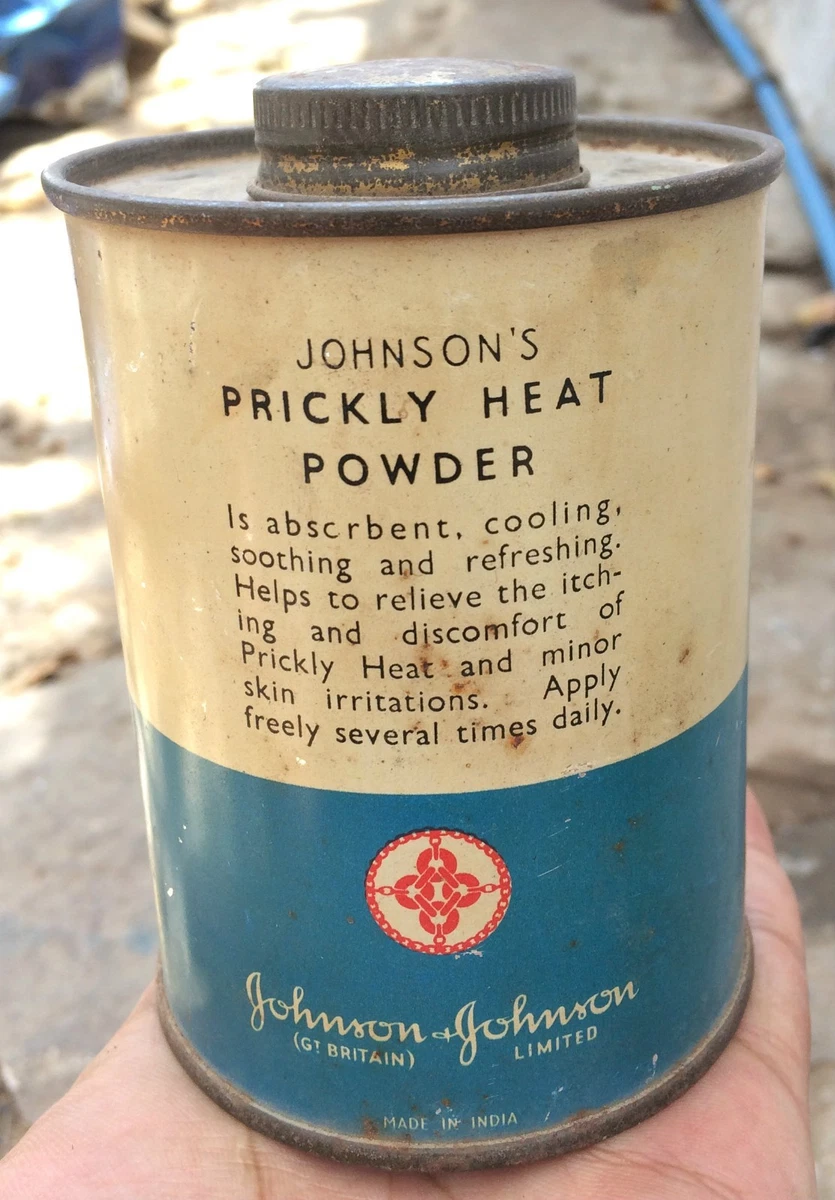 JOHNSON'S
PRICKLY HEAT
POWDER
Is abscrbent, cooling,
soothing and refreshing.
Helps to relieve the itch-
ing and discomfort of
Prickly Heat and minor
skin irritations. Apply
freely several times daily.
Johnson & Johnson
(GT BRITAIN) LIMITED
MADE IN INDIA